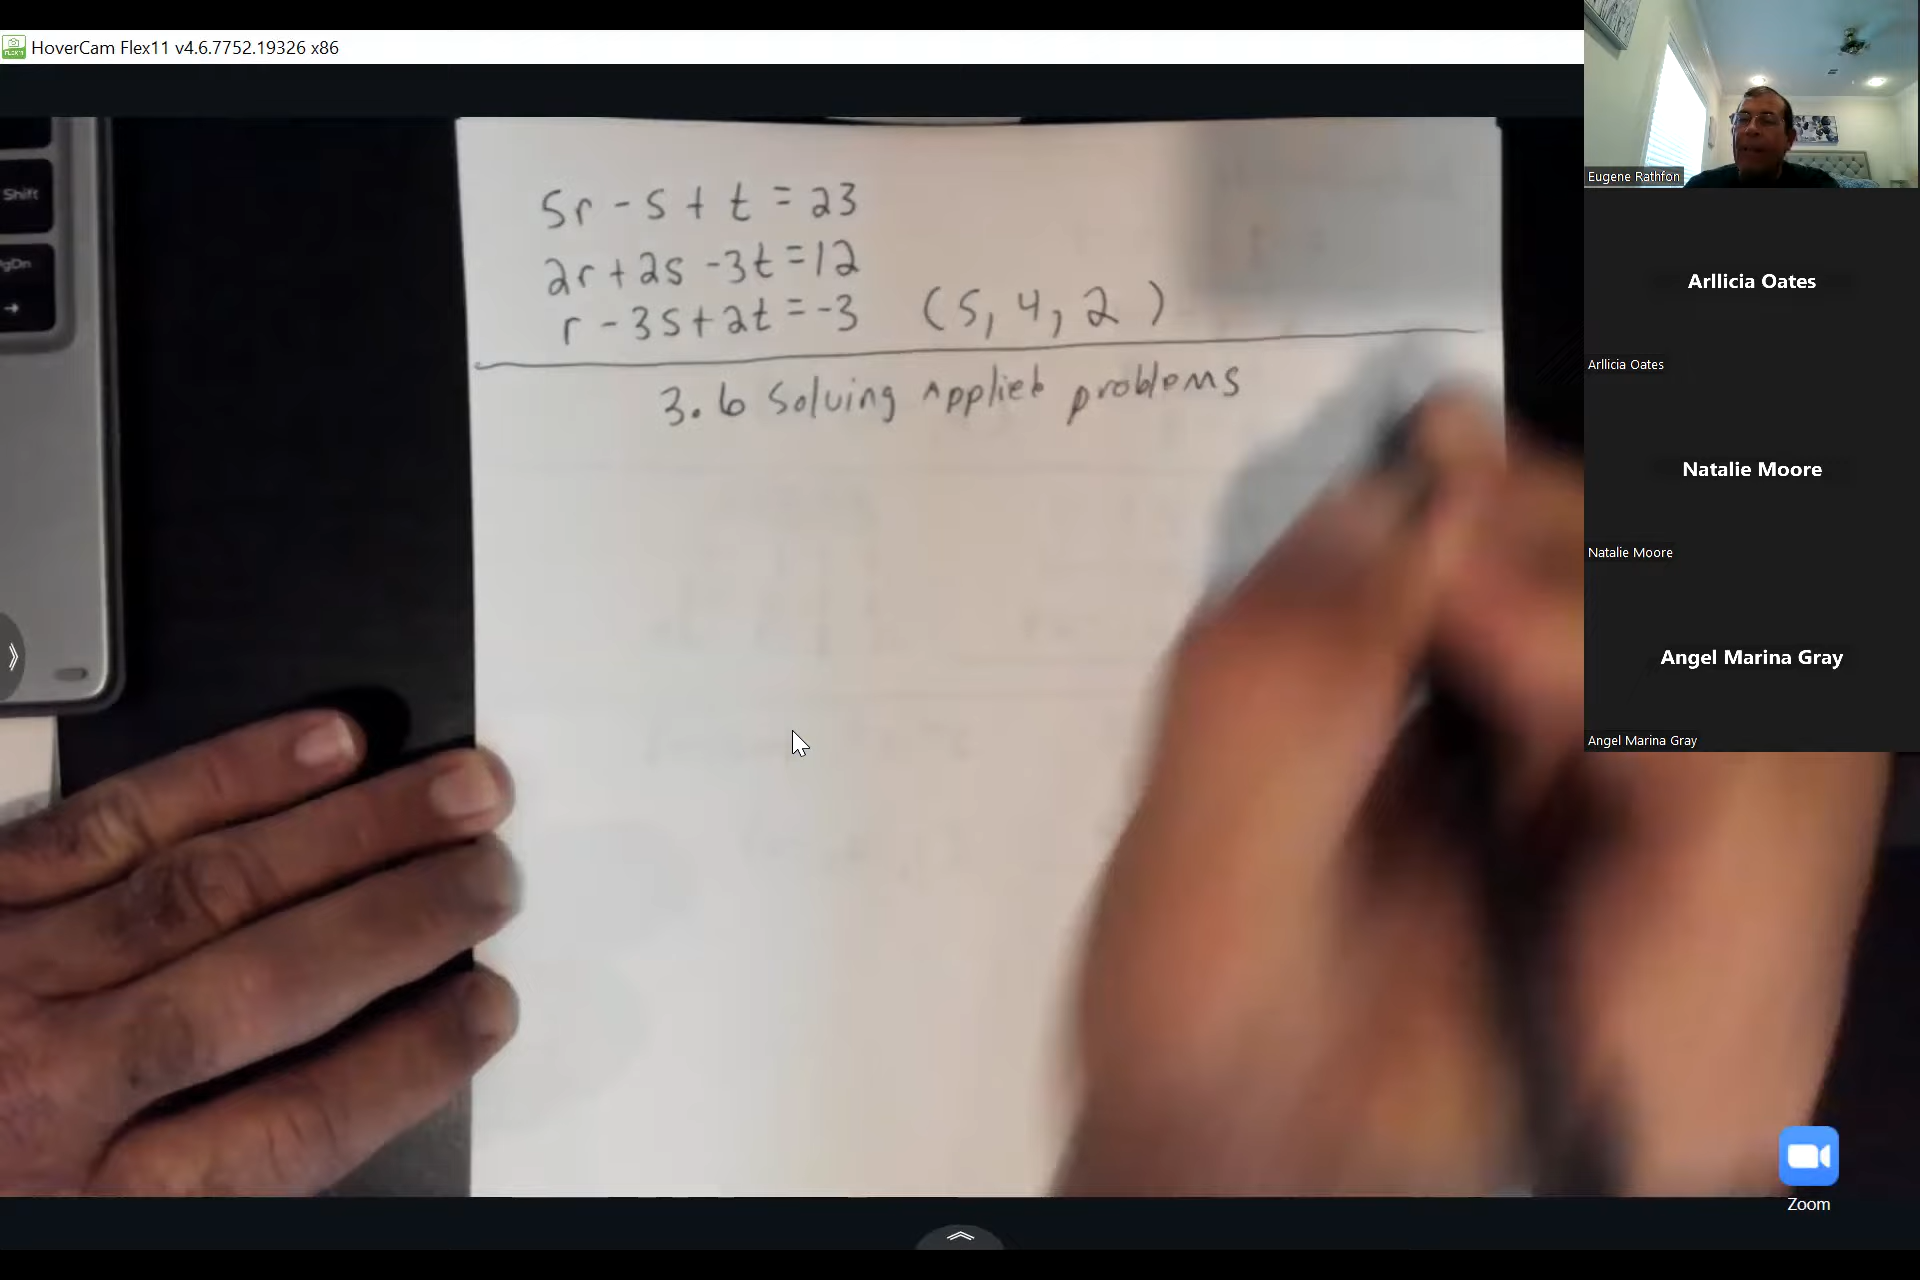 HoverCam Flex11 v4.6.7752.19326 x86
Shift
PgDn
→
5r - s + t = 23
2r + 2s - 3t = 12
r - 3s + 2t = -3 (5, 4, 2)
3.6 Solving Applied problems
Eugene Rathfon
Arllicia Oates
Arllicia Oates
Natalie Moore
Natalie Moore
Angel Marina Gray
Angel Marina Gray
Zoom